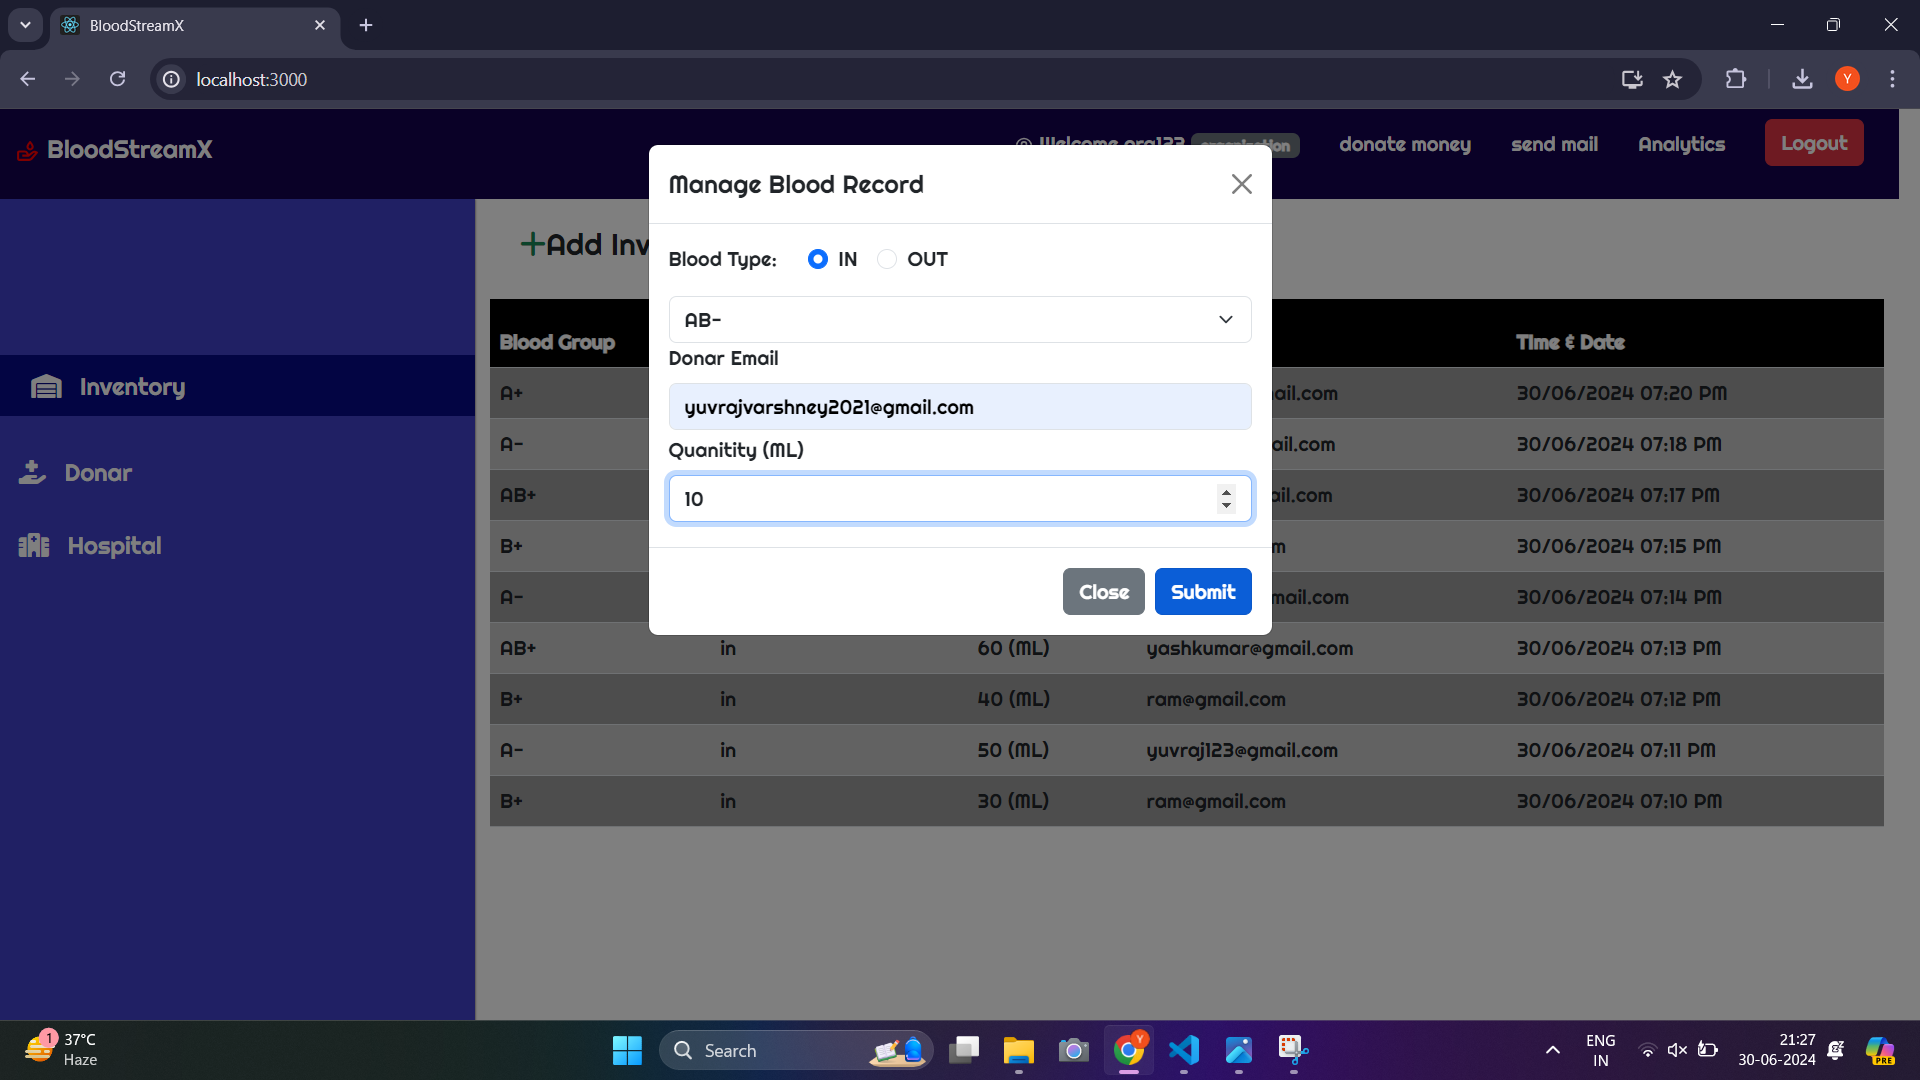 BloodStreamX
localhost:3000
Y
BloodStreamX
Welcome org123 organization
donate money
send mail
Analytics
Logout
Manage Blood Record
Add Inv
Blood Type: IN OUT
AB-
Donar Email
yuvrajvarshney2021@gmail.com
Quanitity (ML)
10
Close Submit
Inventory
Donar
Hospital
Blood Group Time & Date
A+ ail.com 30/06/2024 07:20 PM
A- ail.com 30/06/2024 07:18 PM
AB+ ail.com 30/06/2024 07:17 PM
B+ m 30/06/2024 07:15 PM
A- mail.com 30/06/2024 07:14 PM
AB+ in 60 (ML) yashkumar@gmail.com 30/06/2024 07:13 PM
B+ in 40 (ML) ram@gmail.com 30/06/2024 07:12 PM
A- in 50 (ML) yuvraj123@gmail.com 30/06/2024 07:11 PM
B+ in 30 (ML) ram@gmail.com 30/06/2024 07:10 PM
1
37°C
Haze
Search
Y
ENG
IN
21:27
30-06-2024
PRE